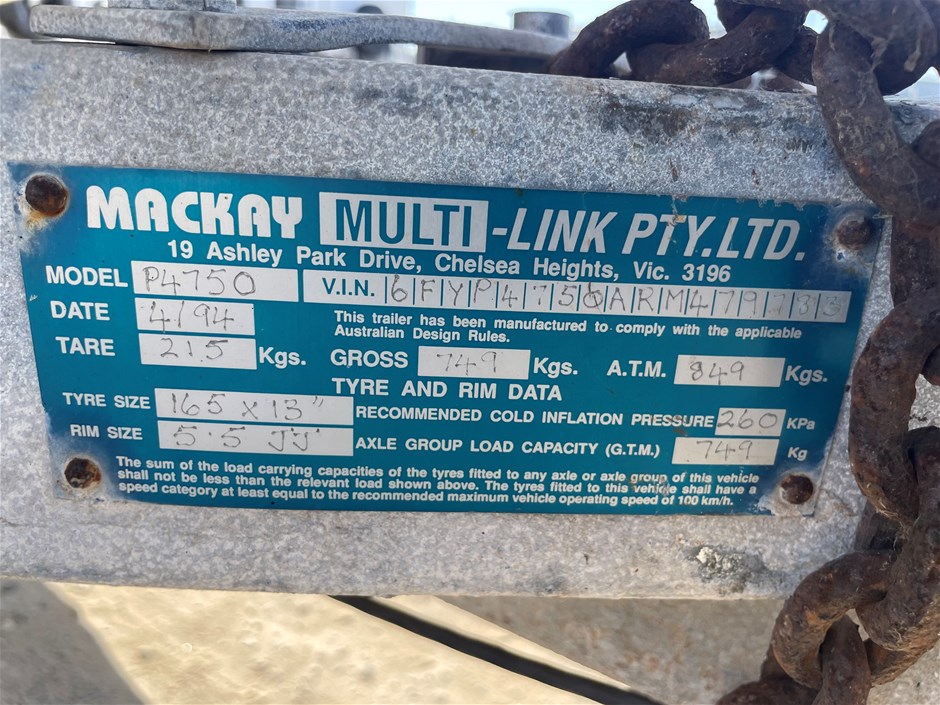 MACKAY MULTI-LINK PTY.LTD.
19 Ashley Park Drive, Chelsea Heights, Vic. 3196
MODEL P4750 V.I.N.
DATE 4/94
This trailer has been manufactured to comply with the applicable
Australian Design Rules.
TARE 215 Kgs. GROSS 749 Kgs. A.T.M. 849 Kgs.
TYRE AND RIM DATA
TYRE SIZE 165 x 13" RECOMMENDED COLD INFLATION PRESSURE 260 KPa
RIM SIZE 5.5 JJ AXLE GROUP LOAD CAPACITY (G.T.M.) 749 Kg
The sum of the load carrying capacities of the tyres fitted to any axle or axle group of this vehicle
shall not be less than the relevant load shown above. The tyres fitted to this vehicle shall have a
speed category at least equal to the recommended maximum vehicle operating speed of 100 km/h.